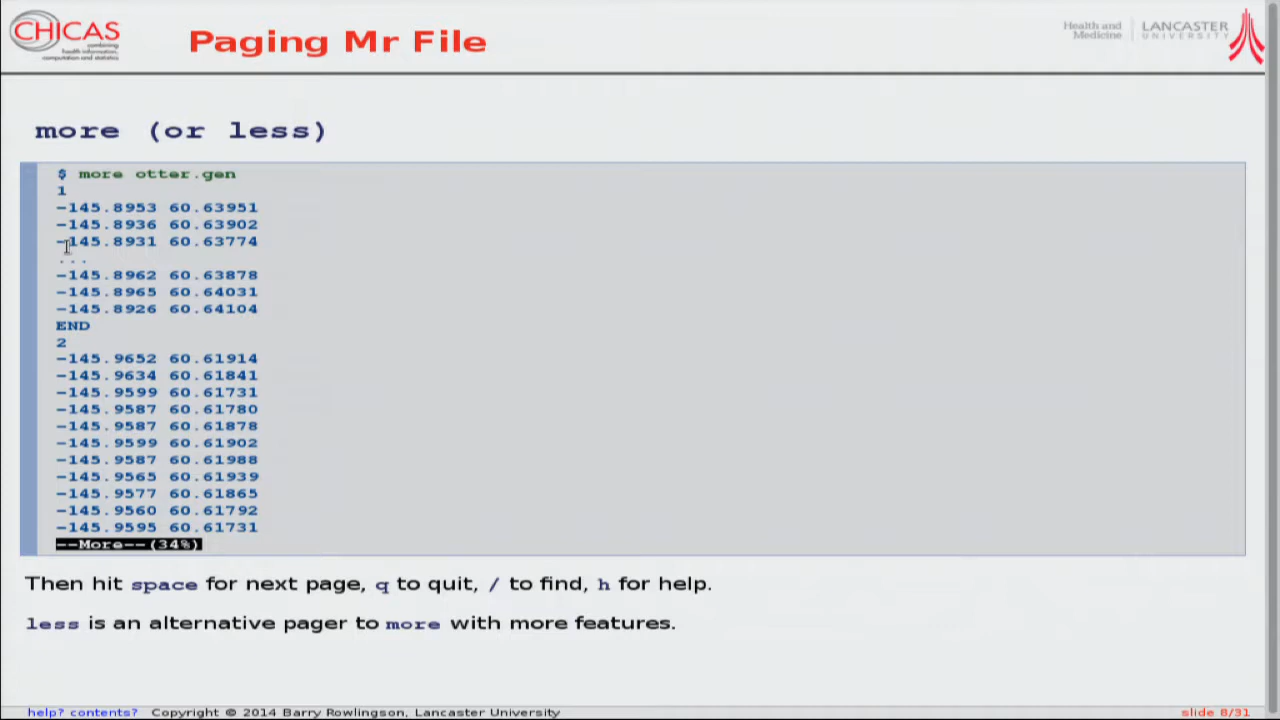 CHICAS
combining
health information,
computation and statistics
Paging Mr File
Health and
Medicine
LANCASTER
UNIVERSITY
more (or less)
$ more otter.gen
1
-145.8953 60.63951
-145.8936 60.63902
-145.8931 60.63774
...
-145.8962 60.63878
-145.8965 60.64031
-145.8926 60.64104
END
2
-145.9652 60.61914
-145.9634 60.61841
-145.9599 60.61731
-145.9587 60.61780
-145.9587 60.61878
-145.9599 60.61902
-145.9587 60.61988
-145.9565 60.61939
-145.9577 60.61865
-145.9560 60.61792
-145.9595 60.61731
--More--(34%)
Then hit space for next page, q to quit, / to find, h for help.
less is an alternative pager to more with more features.
help? contents? Copyright © 2014 Barry Rowlingson, Lancaster University
slide 8/31